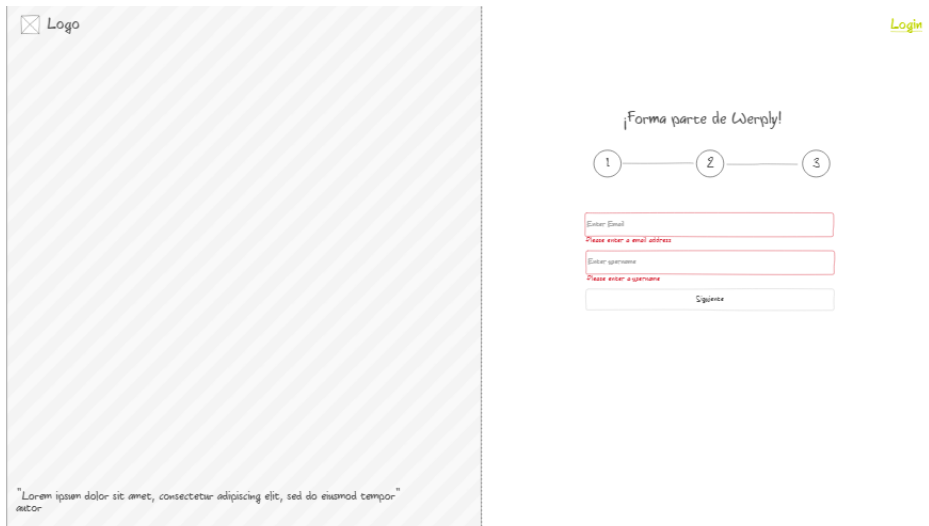 Logo
Login
¡Forma parte de Werply!
1
2
3
Enter Email
Please enter a email address
Enter username
Please enter a username
Siguiente
"Lorem ipsum dolor sit amet, consectetur adipiscing elit, sed do eiusmod tempor"
autor